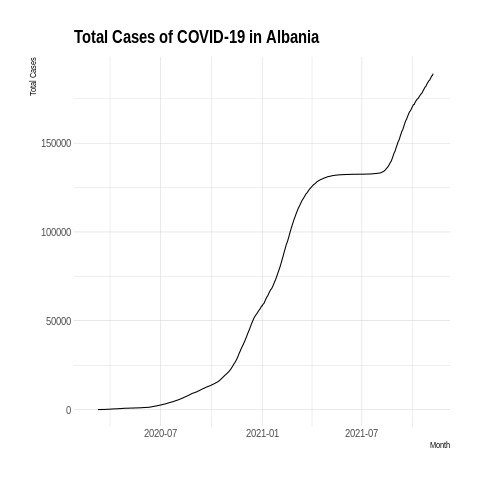 Total Cases of COVID-19 in Albania
Total Cases
150000
100000
50000
0
2020-07 2021-01 2021-07
Month